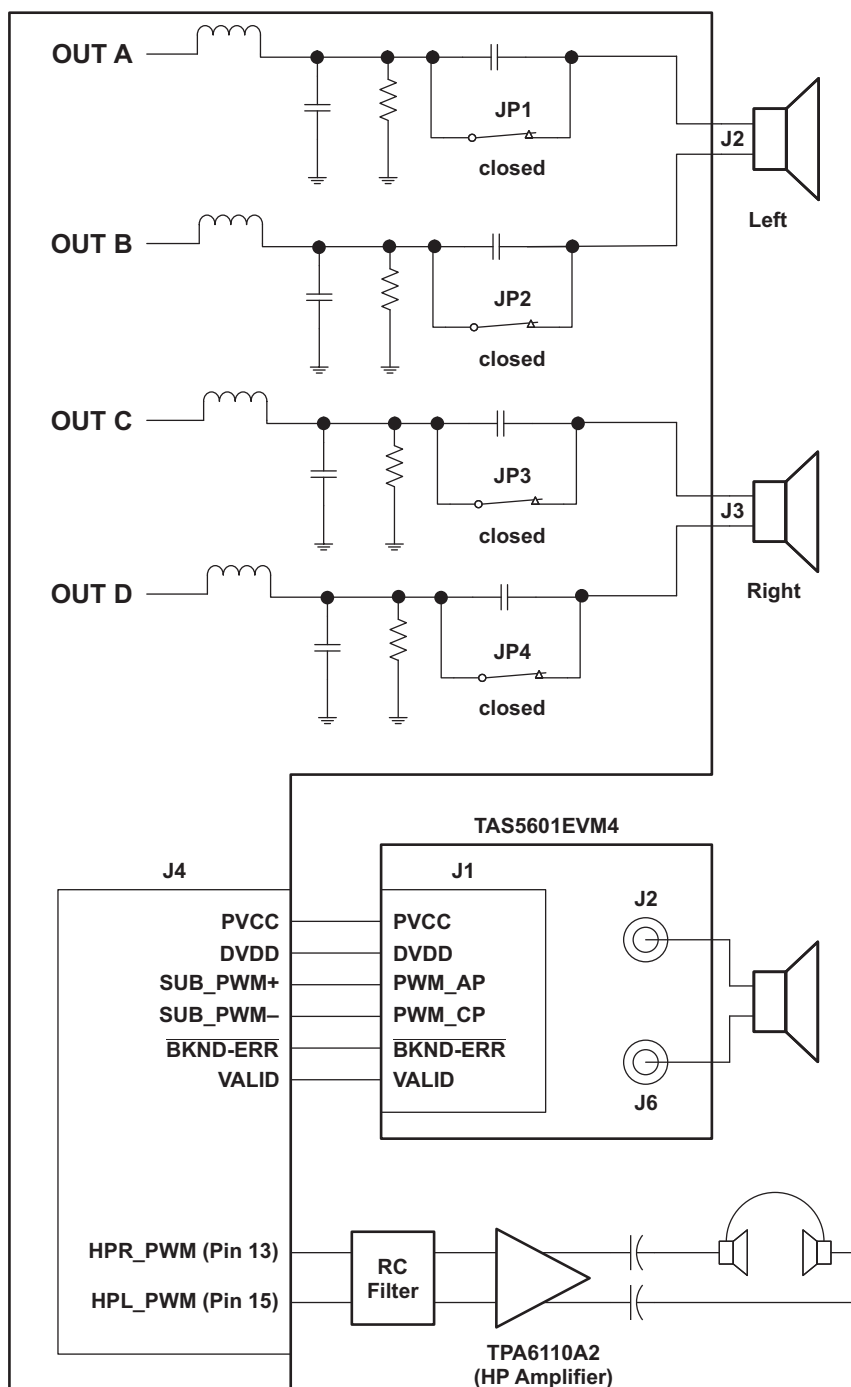 OUT A
JP1
closed
J2
Left
OUT B
JP2
closed
OUT C
JP3
closed
J3
Right
OUT D
JP4
closed
TAS5601EVM4
J4
J1
J2
PVCC
PVCC
DVDD
DVDD
SUB_PWM+
PWM_AP
SUB_PWM–
PWM_CP
BKND-ERR
BKND-ERR
VALID
VALID
J6
HPR_PWM (Pin 13)
HPL_PWM (Pin 15)
RC
Filter
TPA6110A2
(HP Amplifier)